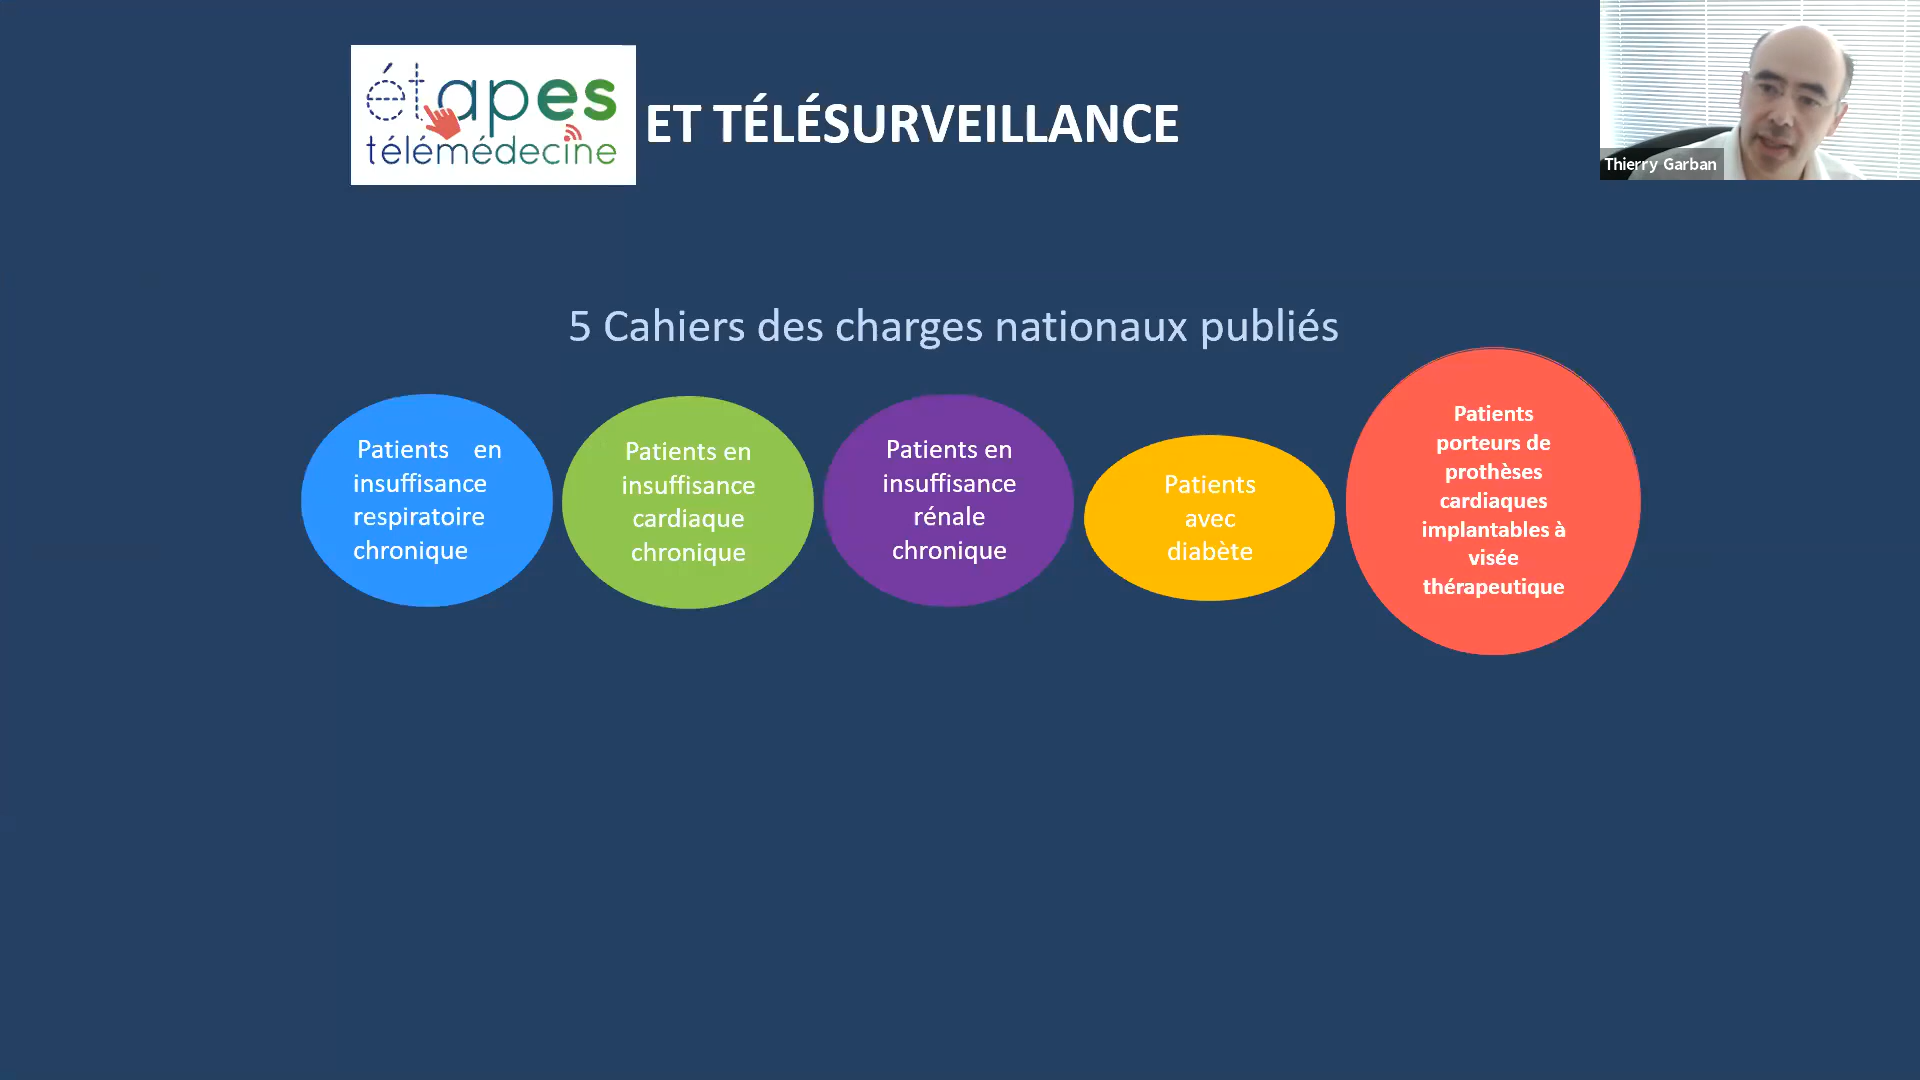 étapes
télémédecine
ET TÉLÉSURVEILLANCE
Thierry Garban
5 Cahiers des charges nationaux publiés
Patients en
insuffisance
respiratoire
chronique
Patients en
insuffisance
cardiaque
chronique
Patients en
insuffisance
rénale
chronique
Patients
avec
diabète
Patients
porteurs de
prothèses
cardiaques
implantables à
visée
thérapeutique